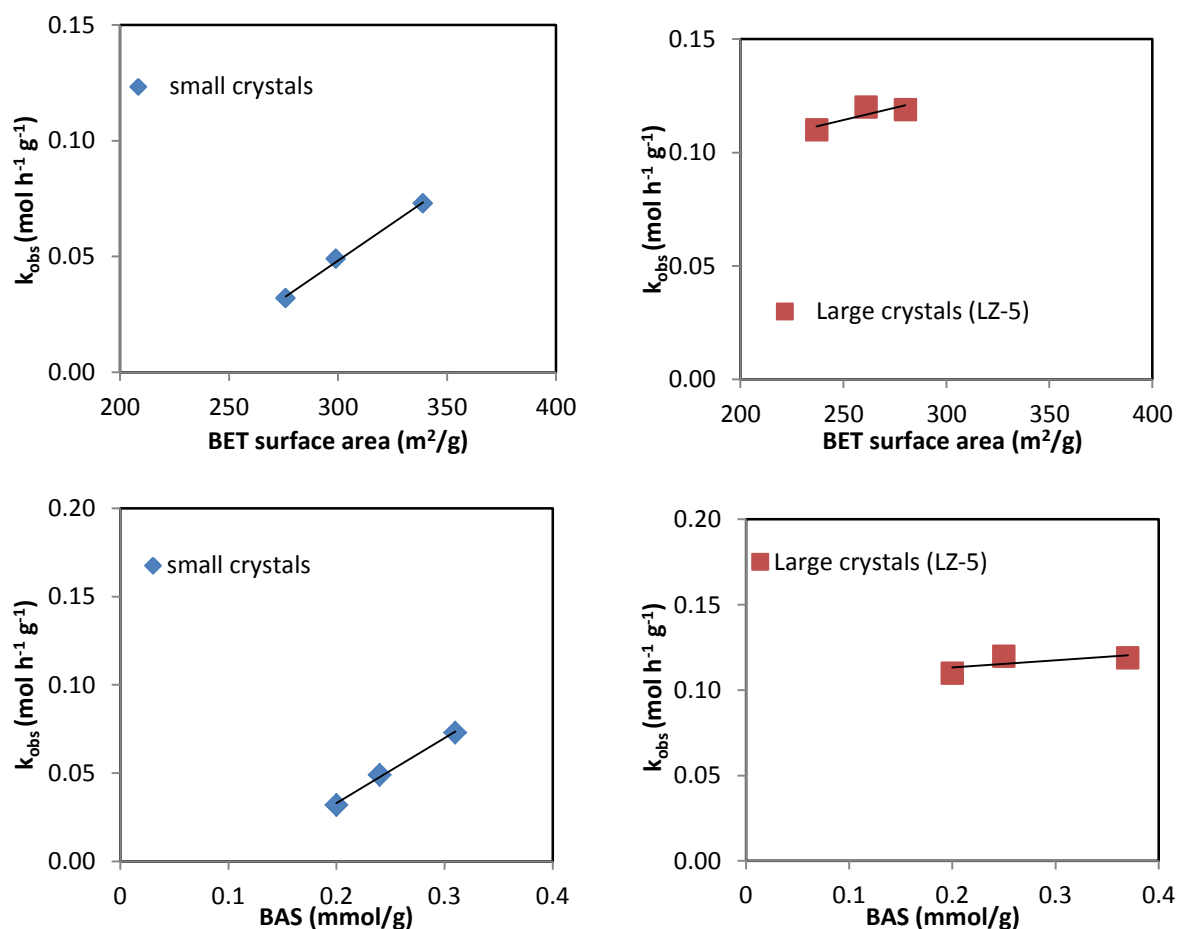 0.15
small crystals
0.10
0.05
0.00
k_obs (mol h⁻¹ g⁻¹)
200 250 300 350 400
BET surface area (m²/g)
0.15
0.10
0.05
Large crystals (LZ-5)
0.00
k_obs (mol h⁻¹ g⁻¹)
200 250 300 350 400
BET surface area (m²/g)
0.20
small crystals
0.15
0.10
0.05
0.00
k_obs (mol h⁻¹ g⁻¹)
0 0.1 0.2 0.3 0.4
BAS (mmol/g)
0.20
Large crystals (LZ-5)
0.15
0.10
0.05
0.00
k_obs (mol h⁻¹ g⁻¹)
0 0.1 0.2 0.3 0.4
BAS (mmol/g)